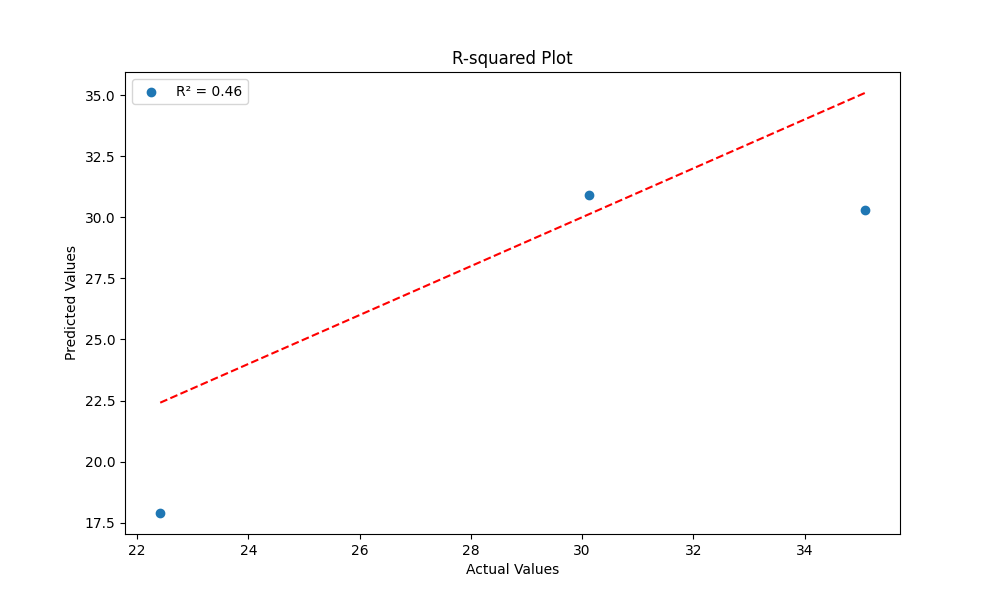 R-squared Plot
R² = 0.46
35.0
32.5
30.0
27.5
25.0
22.5
20.0
17.5
Predicted Values
22 24 26 28 30 32 34
Actual Values